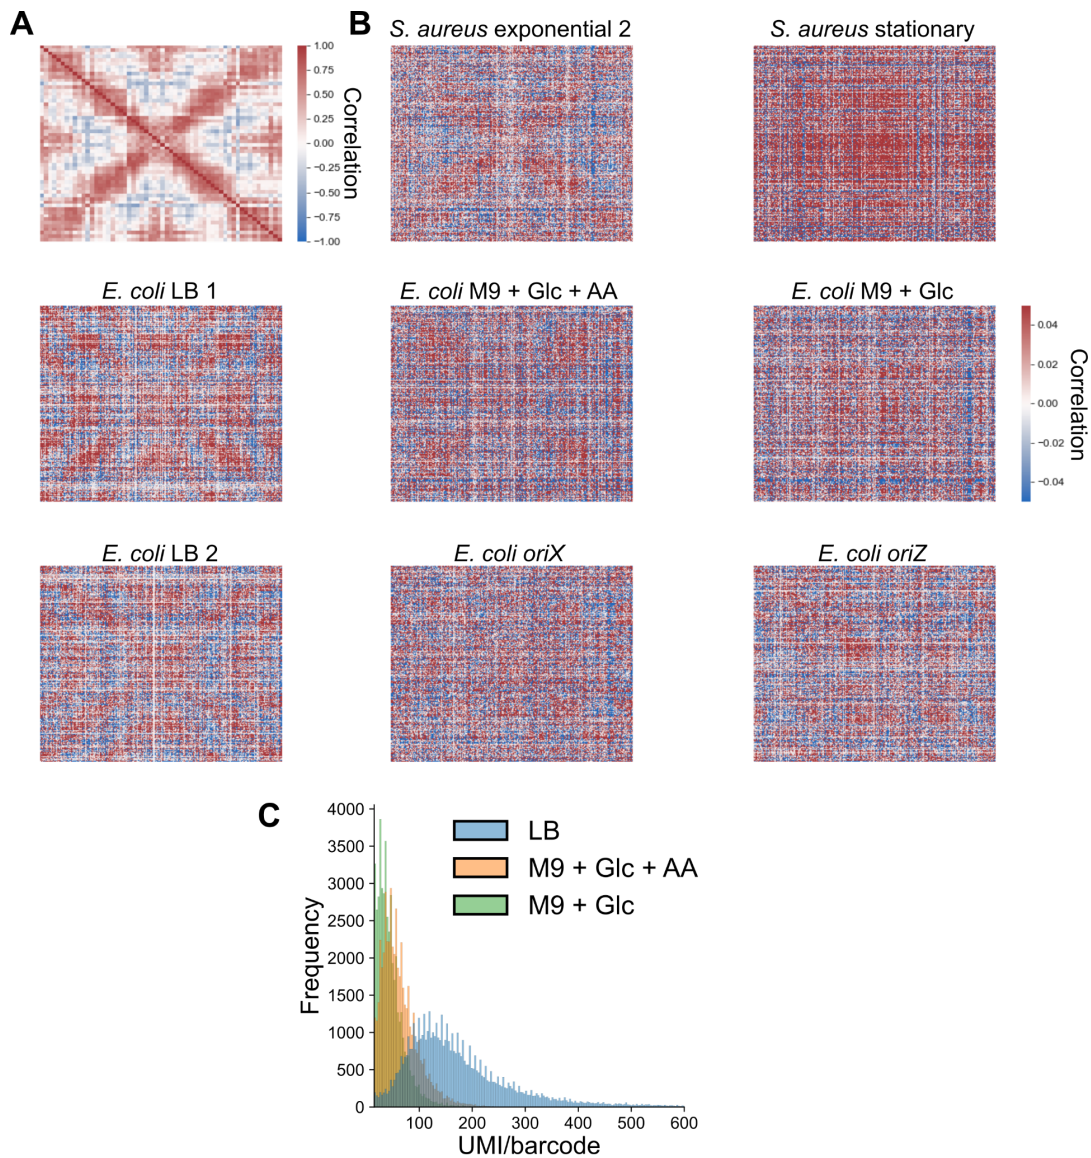 A
B
S. aureus exponential 2
S. aureus stationary
1.00
0.75
0.50
0.25
0.00
−0.25
−0.50
−0.75
−1.00
Correlation
E. coli LB 1
E. coli M9 + Glc + AA
E. coli M9 + Glc
0.04
0.02
0.00
−0.02
−0.04
Correlation
E. coli LB 2
E. coli oriX
E. coli oriZ
C
4000
3500
3000
2500
2000
1500
1000
500
0
Frequency
LB
M9 + Glc + AA
M9 + Glc
100
200
300
400
500
600
UMI/barcode